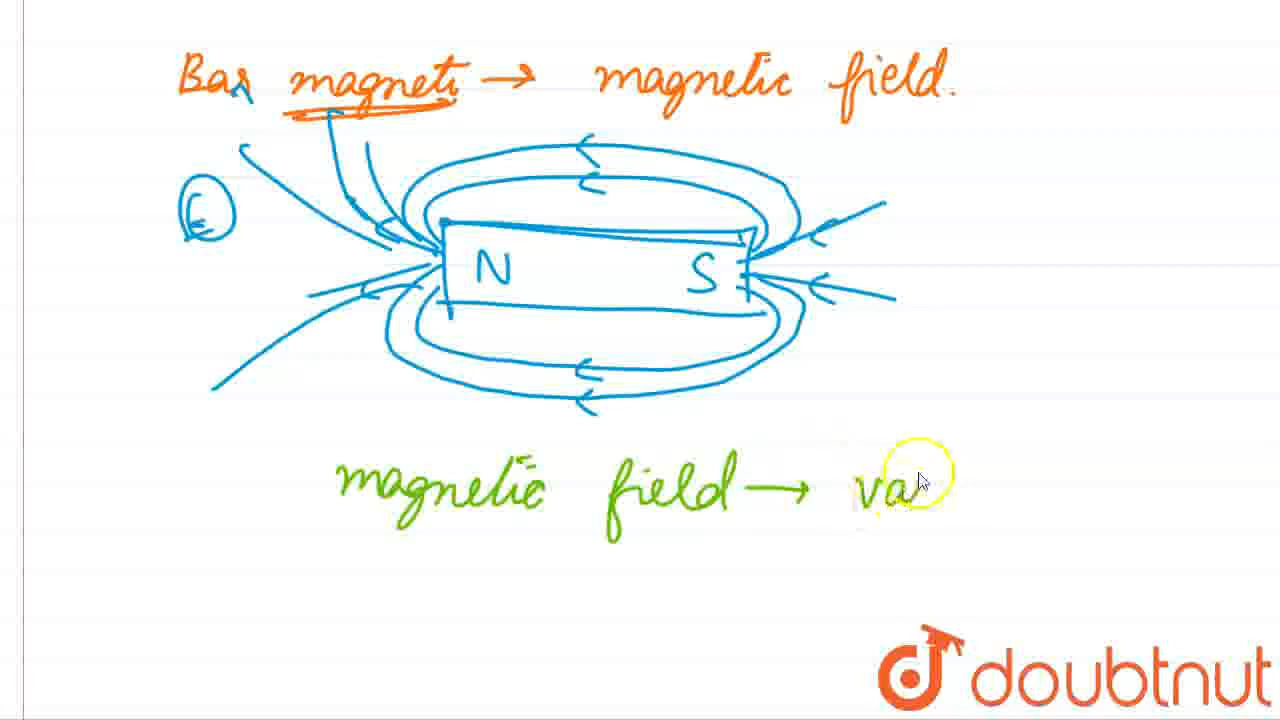 Bar magnet → magnetic field.
E
N S
magnetic field → va
doubtnut